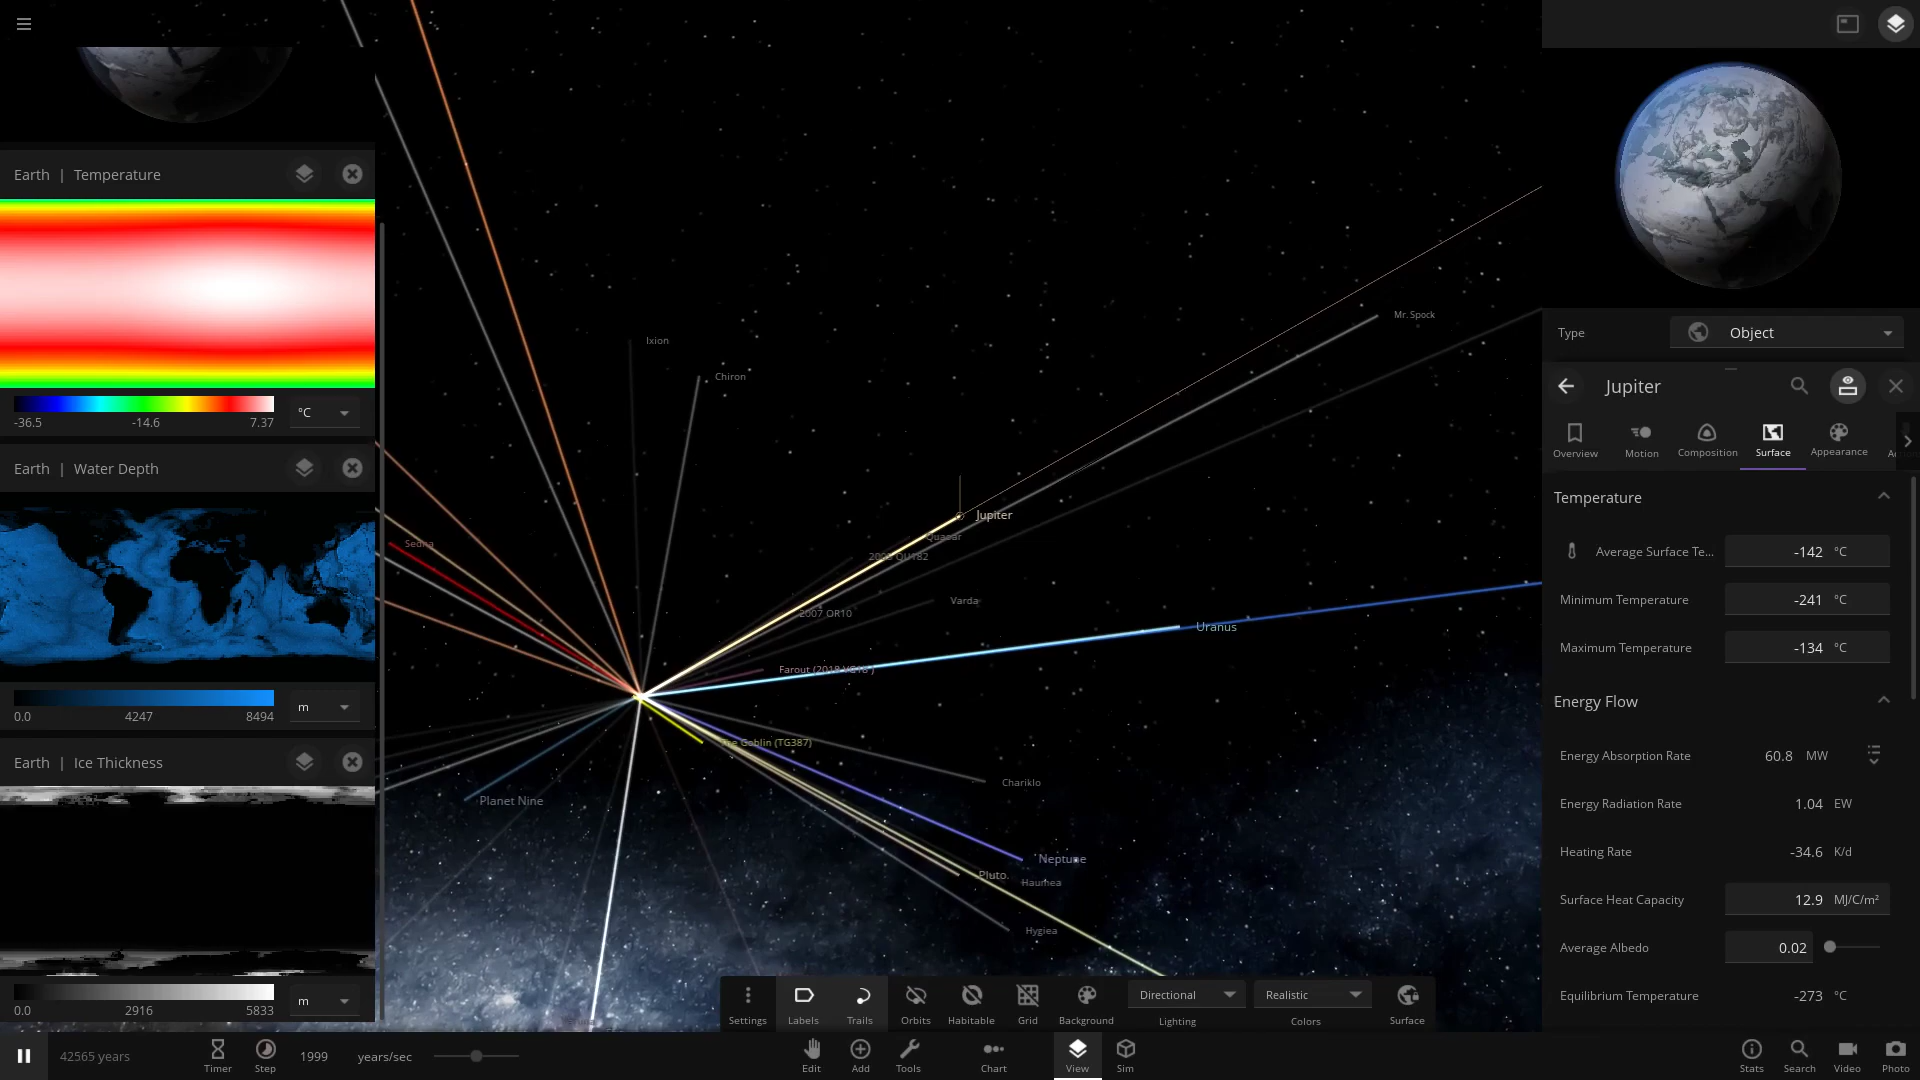 Earth | Temperature
-36.5 -14.6 7.37 °C
Earth | Water Depth
0.0 4247 8494 m
Earth | Ice Thickness
0.0 2916 5833 m
Ixion
Chiron
Mr. Spock
Jupiter
Quaoar
Sedna
Varda
2007 OR10
Uranus
The Goblin (TG387)
Planet Nine
Chariklo
Neptune
Pluto
Haumea
Hygiea
Type Object
Jupiter
Overview Motion Composition Surface Appearance
Temperature
Average Surface Te... -142 °C
Minimum Temperature -241 °C
Maximum Temperature -134 °C
Energy Flow
Energy Absorption Rate 60.8 MW
Energy Radiation Rate 1.04 EW
Heating Rate -34.6 K/d
Surface Heat Capacity 12.9 MJ/C/m²
Average Albedo 0.02
Equilibrium Temperature -273 °C
Directional Realistic
Settings Labels Trails Orbits Habitable Grid Background Lighting Colors Surface
42565 years Timer Step 1999 years/sec Edit Add Tools Chart View Sim Stats Search Video Photo